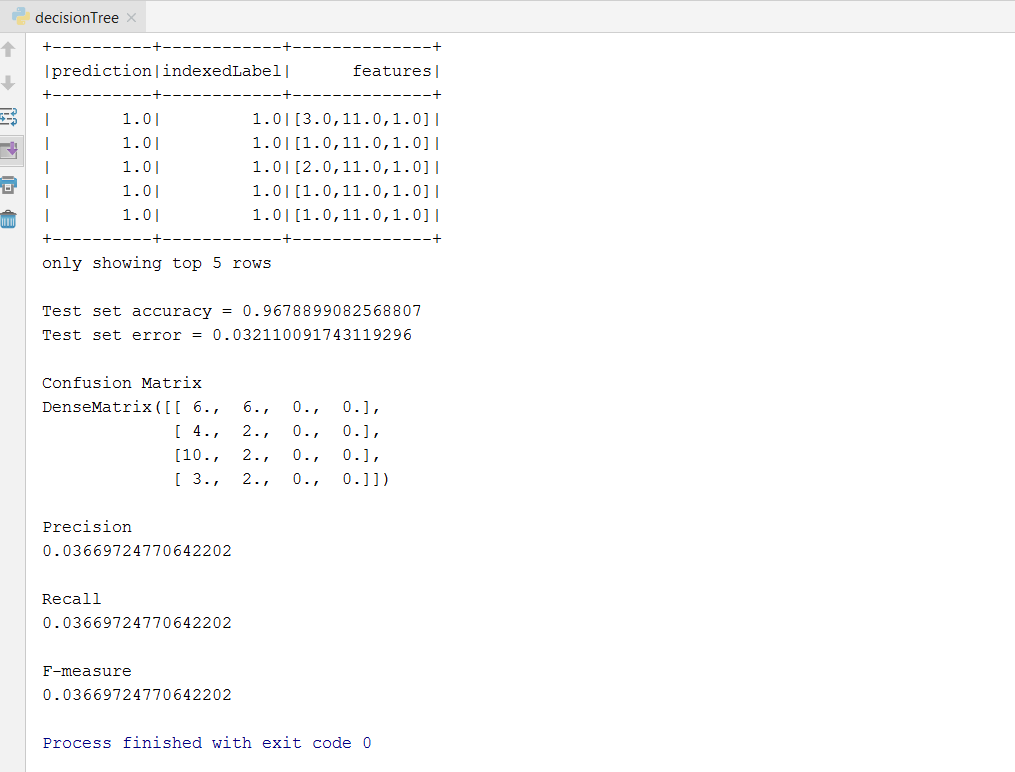 decisionTree
+----------+------------+--------------+
|prediction|indexedLabel|      features|
+----------+------------+--------------+
|       1.0|         1.0|[3.0,11.0,1.0]|
|       1.0|         1.0|[1.0,11.0,1.0]|
|       1.0|         1.0|[2.0,11.0,1.0]|
|       1.0|         1.0|[1.0,11.0,1.0]|
|       1.0|         1.0|[1.0,11.0,1.0]|
+----------+------------+--------------+
only showing top 5 rows
Test set accuracy = 0.9678899082568807
Test set error = 0.032110091743119296
Confusion Matrix
DenseMatrix([[ 6.,  6.,  0.,  0.],
             [ 4.,  2.,  0.,  0.],
             [10.,  2.,  0.,  0.],
             [ 3.,  2.,  0.,  0.]])
Precision
0.03669724770642202
Recall
0.03669724770642202
F-measure
0.03669724770642202
Process finished with exit code 0